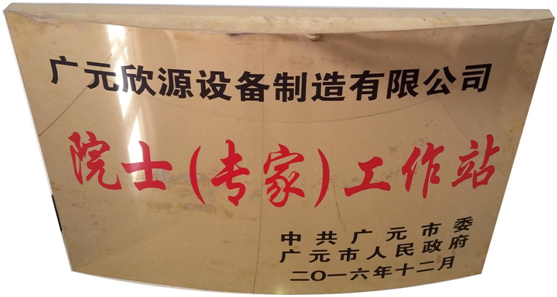 广元欣源设备制造有限公司
院士(专家)工作站
中共广元市委
广元市人民政府
二〇一六年十二月